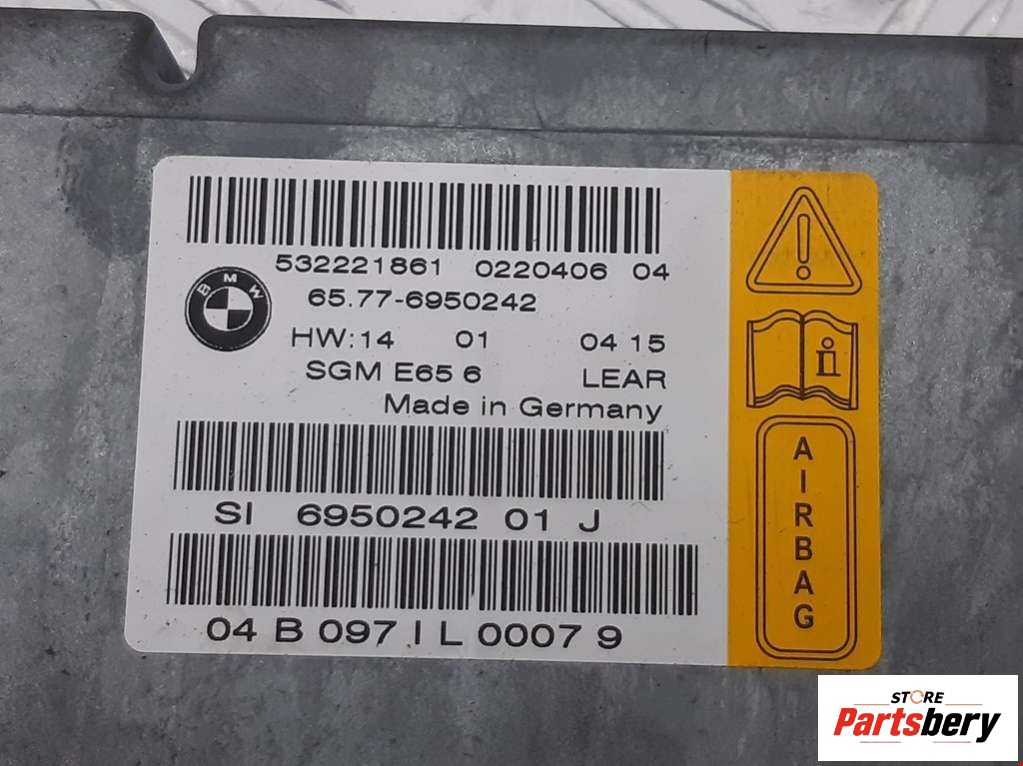 532221861 0220406 04
BMW
65.77-6950242
HW:14 01 04 15
SGM E65 6 LEAR
Made in Germany
SI 6950242 01 J
04 B 097 I L 0007 9
AIRBAG
STORE
Partsbery